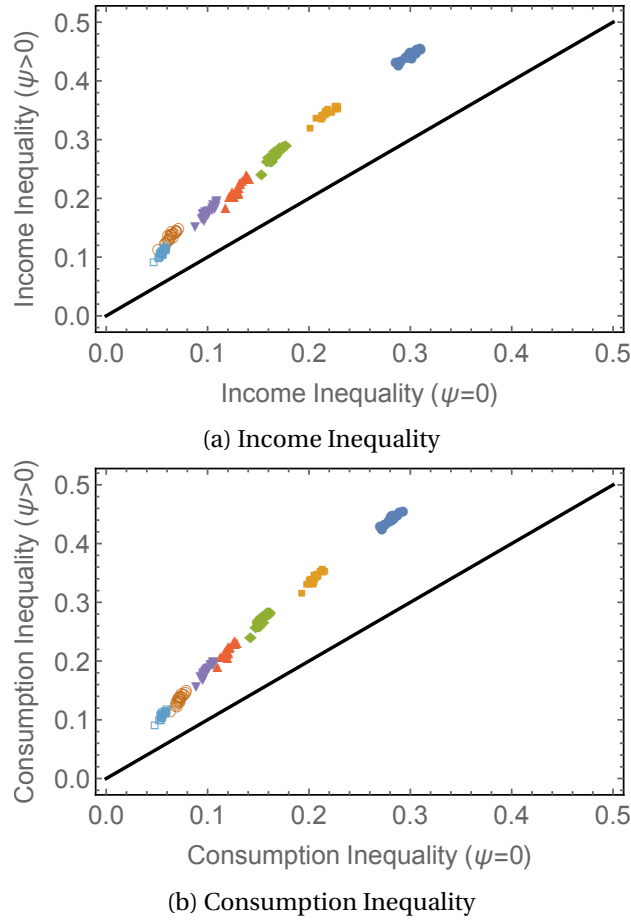 0.5
0.4
0.3
0.2
0.1
0.0
Income Inequality (ψ>0)
0.0 0.1 0.2 0.3 0.4 0.5
Income Inequality (ψ=0)
(a) Income Inequality
0.5
0.4
0.3
0.2
0.1
0.0
Consumption Inequality (ψ>0)
0.0 0.1 0.2 0.3 0.4 0.5
Consumption Inequality (ψ=0)
(b) Consumption Inequality